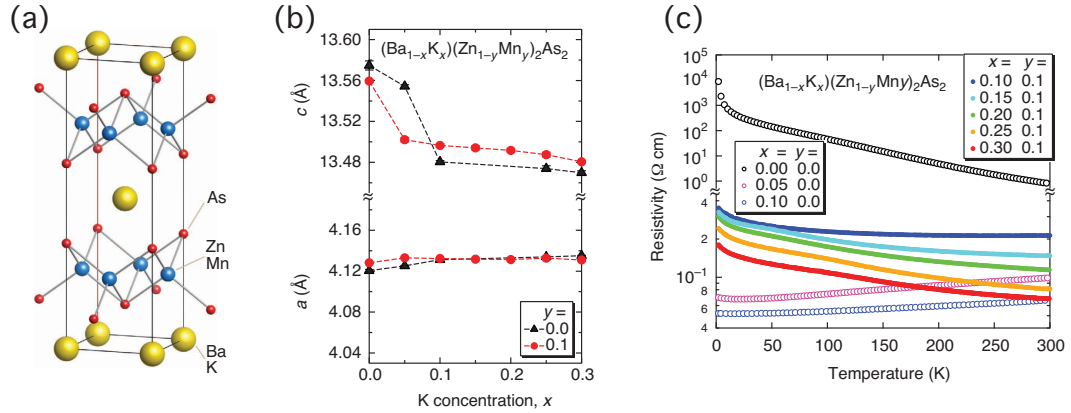 (a)
As
Zn
Mn
Ba
K
(b)
(Ba1-xKx)(Zn1-yMny)2As2
c (Å)
13.60
13.56
13.52
13.48
a (Å)
4.16
4.12
4.08
4.04
y =
0.0
0.1
0.0 0.1 0.2 0.3
K concentration, x
(c)
(Ba1-xKx)(Zn1-yMny)2As2
x = y =
0.10 0.1
0.15 0.1
0.20 0.1
0.25 0.1
0.30 0.1
x = y =
0.00 0.0
0.05 0.0
0.10 0.0
Resistivity (Ω cm)
10^5
10^4
10^3
10^2
10^1
10^0
4
2
10^-1
8
6
4
0 50 100 150 200 250 300
Temperature (K)